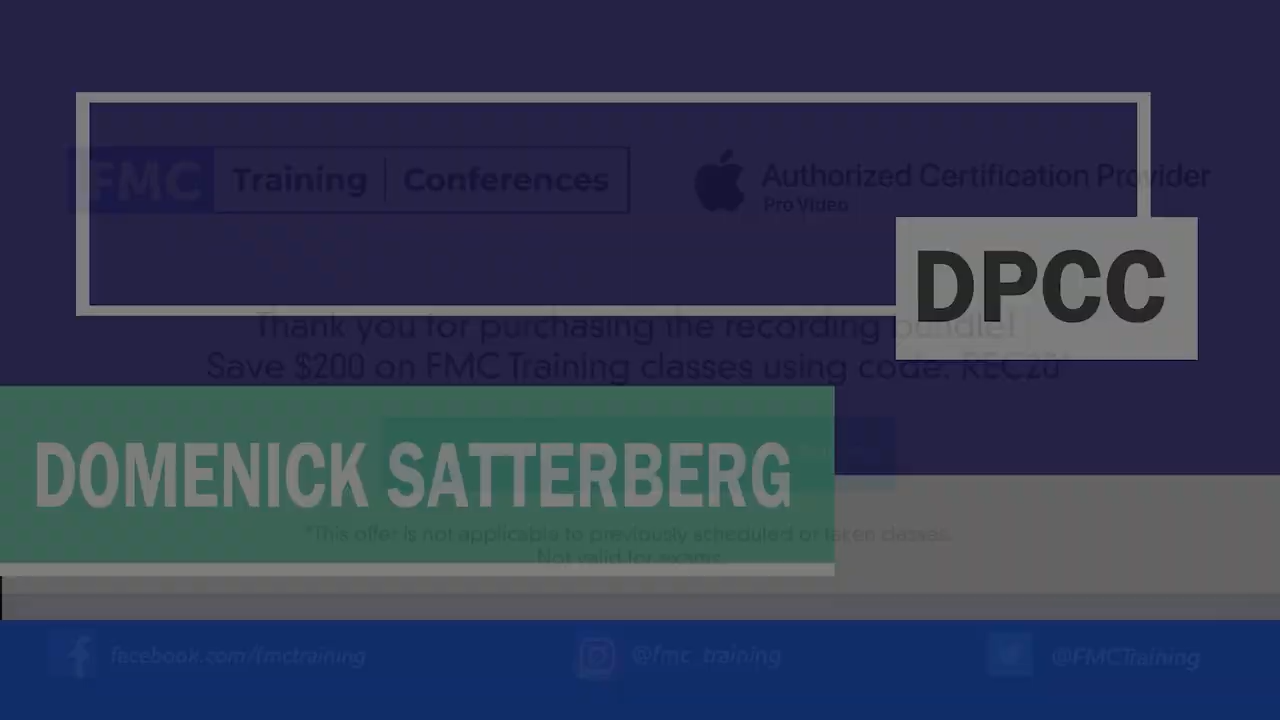 FMC Training Conferences
Authorized Certification Provider
Pro Video
DPCC
Thank you for purchasing the recording bundle!
Save $200 on FMC Training classes using code:
DOMENICK SATTERBERG
*This offer is not applicable to previously scheduled or taken classes.
Not valid for exams.
facebook.com/fmctraining
@fmc_training
@FMCTraining